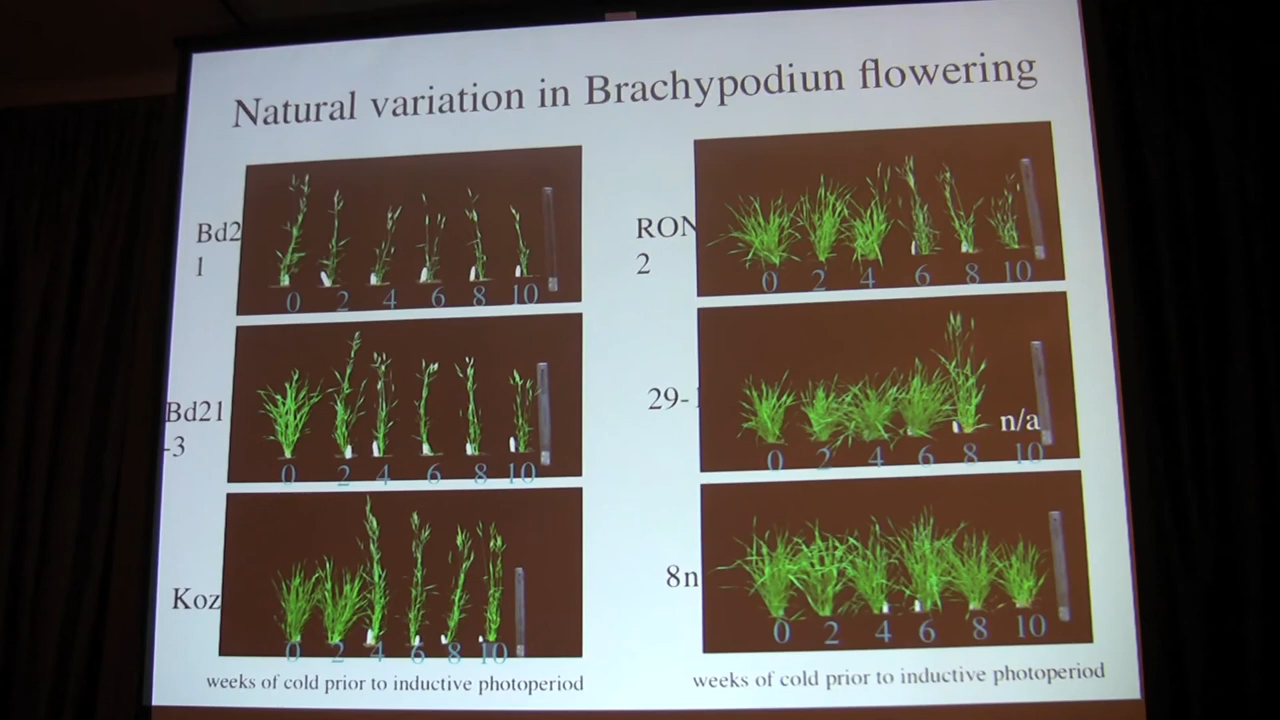 Natural variation in Brachypodiun flowering
Bd2
1
0 2 4 6 8 10
Bd21
-3
0 2 4 6 8 10
Koz
0 2 4 6 8 10
weeks of cold prior to inductive photoperiod
RON
2
0 2 4 6 8 10
29-1
n/a
0 2 4 6 8 10
8n
0 2 4 6 8 10
weeks of cold prior to inductive photoperiod